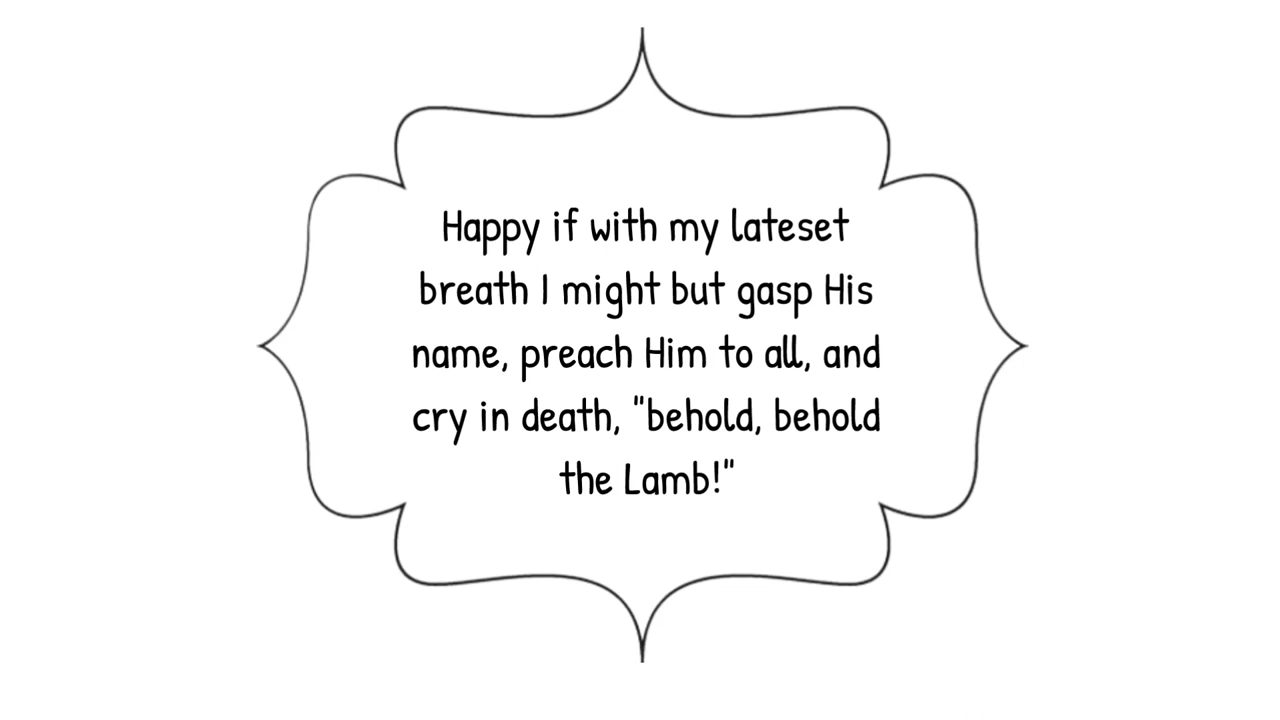 Happy if with my lateset
breath I might but gasp His
name, preach Him to all, and
cry in death, "behold, behold
the Lamb!"